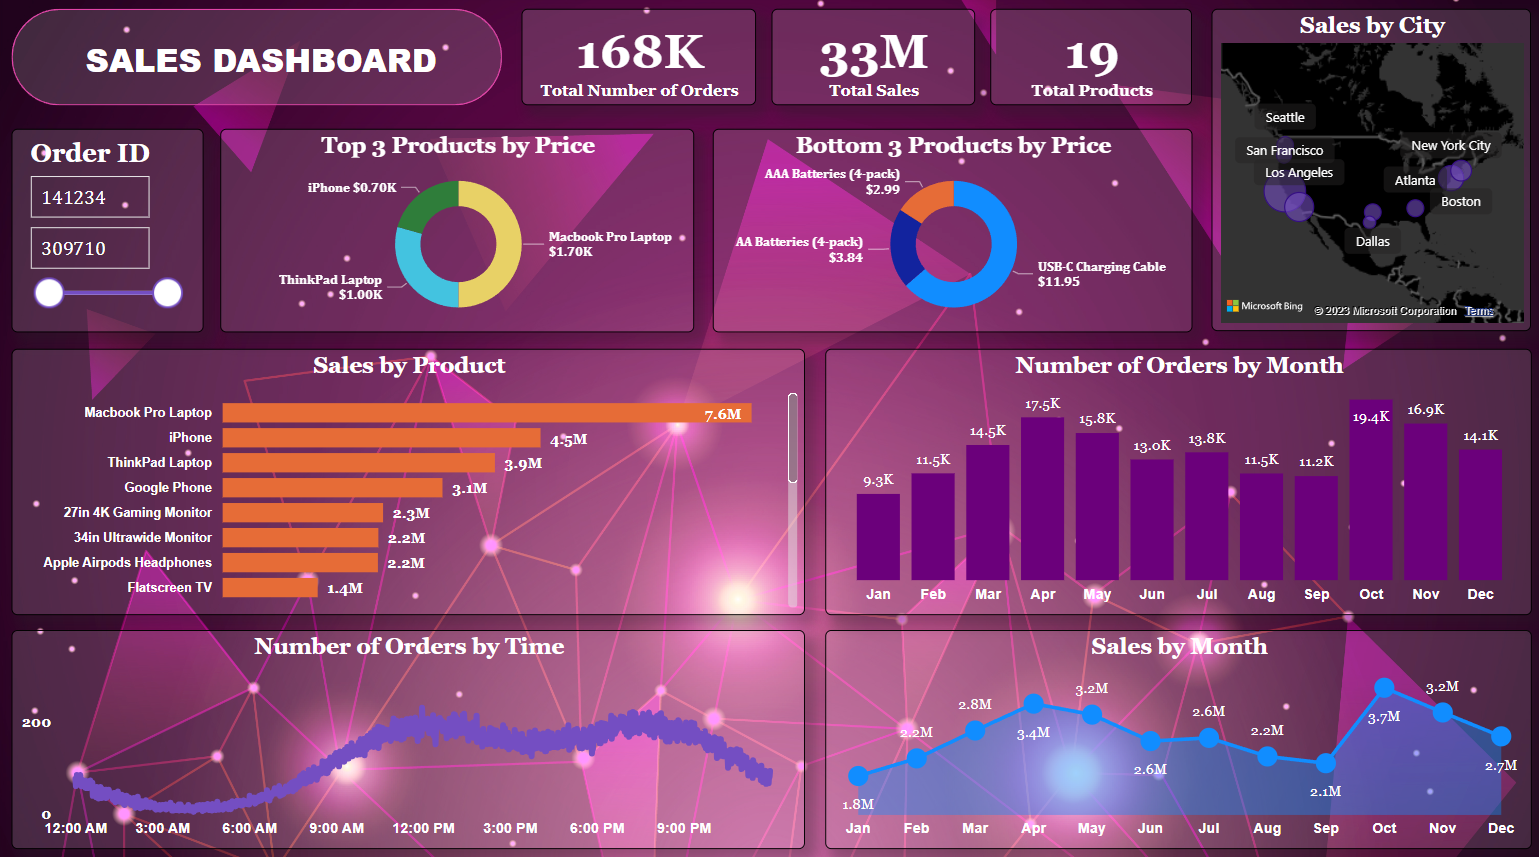 SALES DASHBOARD
168K
Total Number of Orders
33M
Total Sales
19
Total Products
Sales by City
Seattle
San Francisco
New York City
Los Angeles
Atlanta
Boston
Dallas
Microsoft Bing
© 2023 Microsoft Corporation Terms
Order ID
141234
309710
Top 3 Products by Price
iPhone $0.70K
Macbook Pro Laptop
$1.70K
ThinkPad Laptop
$1.00K
Bottom 3 Products by Price
AAA Batteries (4-pack)
$2.99
AA Batteries (4-pack)
$3.84
USB-C Charging Cable
$11.95
Sales by Product
Macbook Pro Laptop 7.6M
iPhone 4.5M
ThinkPad Laptop 3.9M
Google Phone 3.1M
27in 4K Gaming Monitor 2.3M
34in Ultrawide Monitor 2.2M
Apple Airpods Headphones 2.2M
Flatscreen TV 1.4M
Number of Orders by Month
9.3K 11.5K 14.5K 17.5K 15.8K 13.0K 13.8K 11.5K 11.2K 19.4K 16.9K 14.1K
Jan Feb Mar Apr May Jun Jul Aug Sep Oct Nov Dec
Number of Orders by Time
200
0
12:00 AM 3:00 AM 6:00 AM 9:00 AM 12:00 PM 3:00 PM 6:00 PM 9:00 PM
Sales by Month
1.8M 2.2M 2.8M 3.4M 3.2M 2.6M 2.6M 2.2M 2.1M 3.7M 3.2M 2.7M
Jan Feb Mar Apr May Jun Jul Aug Sep Oct Nov Dec